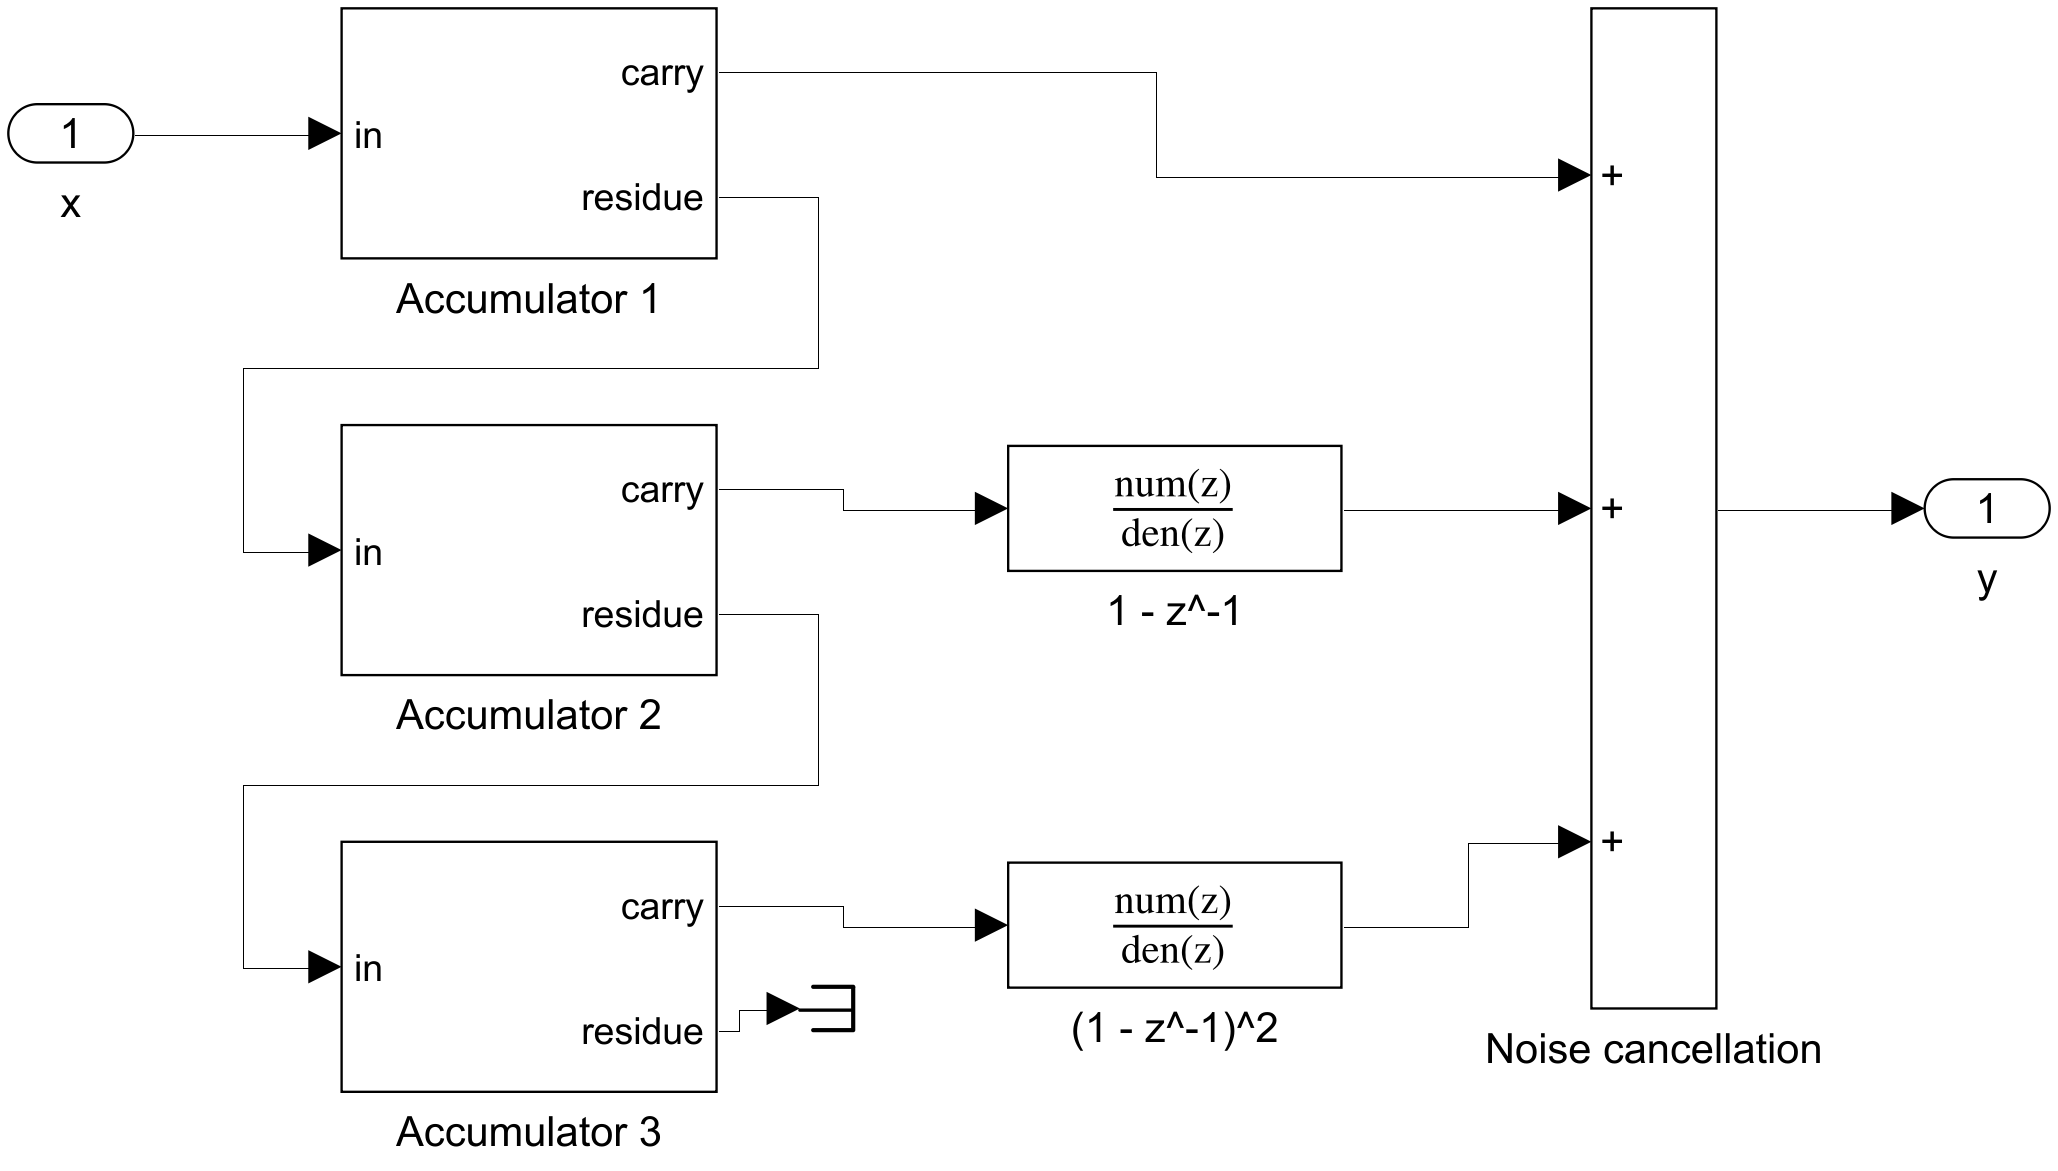 1
x
in
carry
residue
Accumulator 1
+
in
carry
residue
Accumulator 2
num(z)
den(z)
1 - z^-1
+
1
y
in
carry
residue
Accumulator 3
num(z)
den(z)
(1 - z^-1)^2
+
Noise cancellation